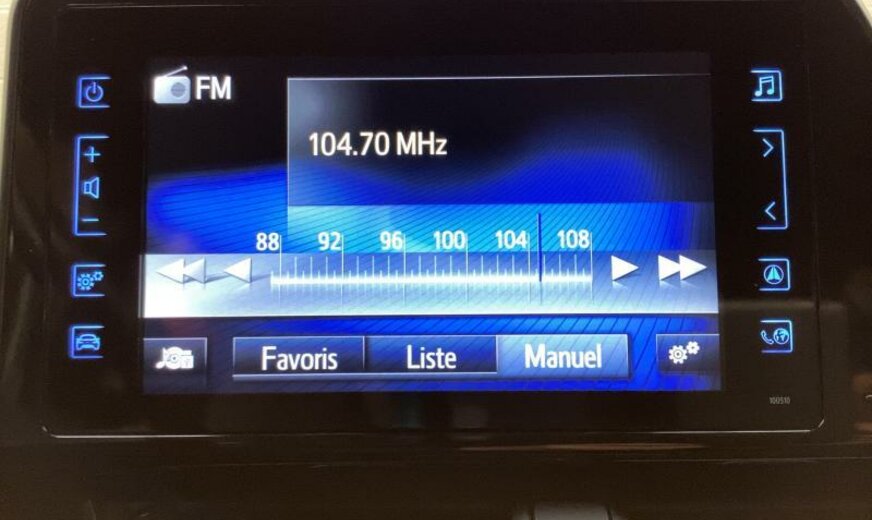 FM
104.70 MHz
88 92 96 100 104 108
Favoris Liste Manuel
100510